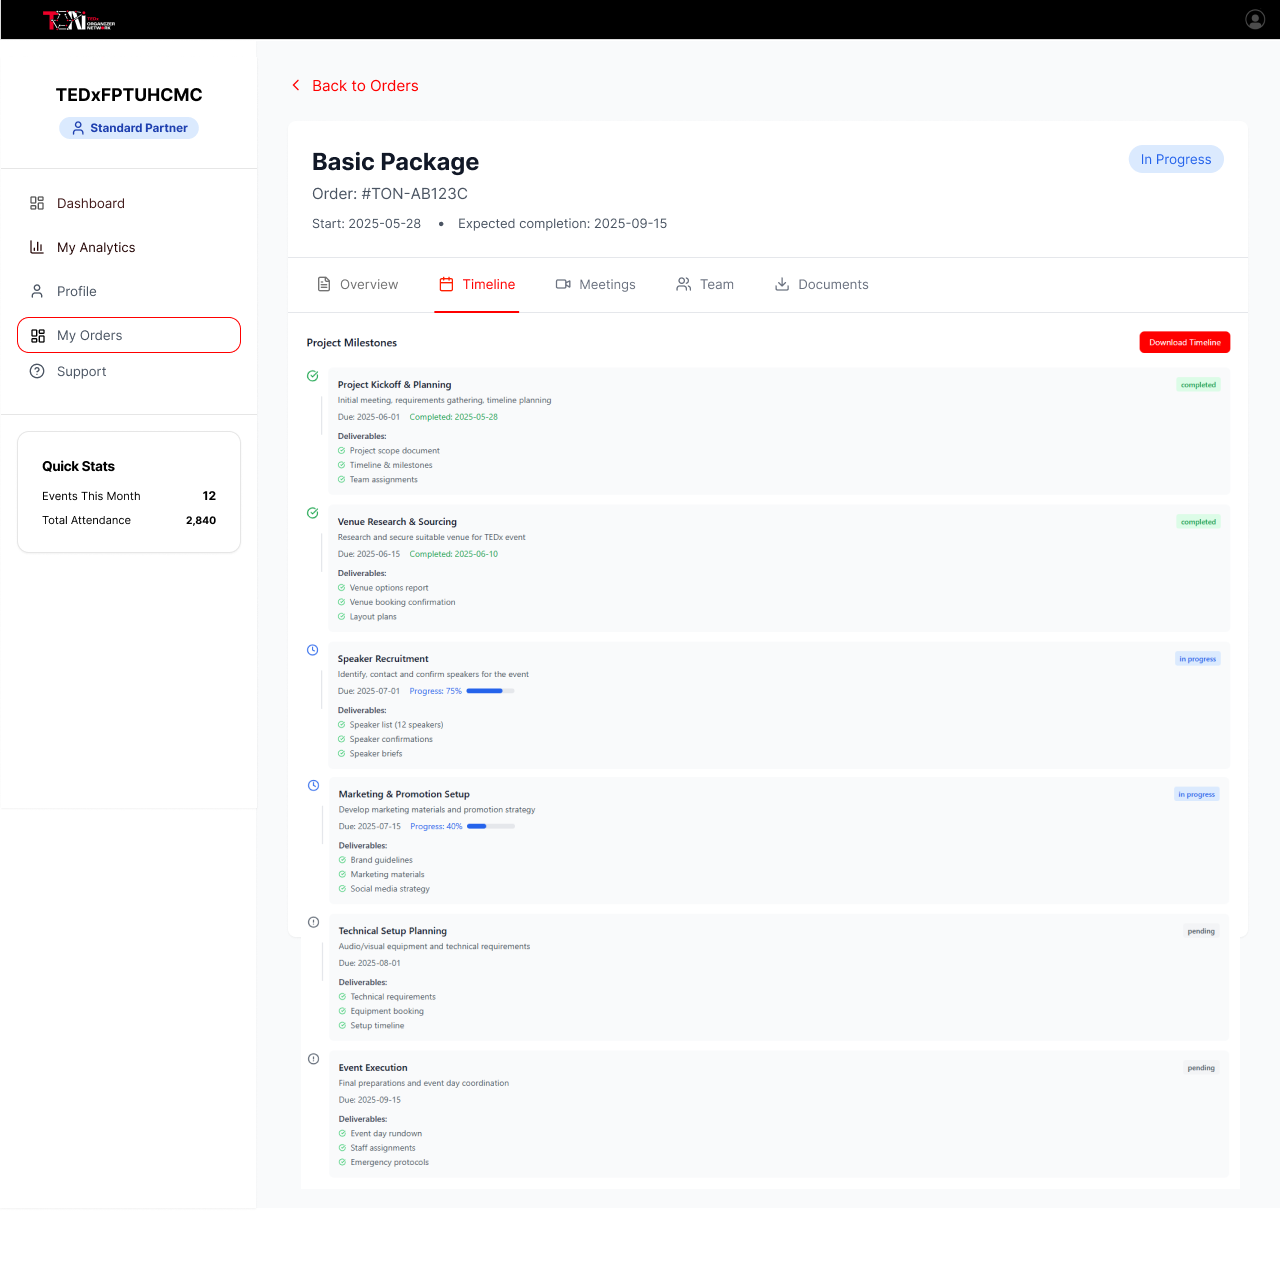 TEDx
ORGANIZER
NETWORK
TEDxFPTUHCMC
Standard Partner
Dashboard
My Analytics
Profile
My Orders
Support
Quick Stats
Events This Month 12
Total Attendance 2,840
Back to Orders
Basic Package
In Progress
Order: #TON-AB123C
Start: 2025-05-28 • Expected completion: 2025-09-15
Overview Timeline Meetings Team Documents
Project Milestones
Download Timeline
Project Kickoff & Planning
completed
Initial meeting, requirements gathering, timeline planning
Due: 2025-06-01 Completed: 2025-05-28
Deliverables:
Project scope document
Timeline & milestones
Team assignments
Venue Research & Sourcing
completed
Research and secure suitable venue for TEDx event
Due: 2025-06-15 Completed: 2025-06-10
Deliverables:
Venue options report
Venue booking confirmation
Layout plans
Speaker Recruitment
in progress
Identify, contact and confirm speakers for the event
Due: 2025-07-01 Progress: 75%
Deliverables:
Speaker list (12 speakers)
Speaker confirmations
Speaker briefs
Marketing & Promotion Setup
in progress
Develop marketing materials and promotion strategy
Due: 2025-07-15 Progress: 40%
Deliverables:
Brand guidelines
Marketing materials
Social media strategy
Technical Setup Planning
pending
Audio/visual equipment and technical requirements
Due: 2025-08-01
Deliverables:
Technical requirements
Equipment booking
Setup timeline
Event Execution
pending
Final preparations and event day coordination
Due: 2025-09-15
Deliverables:
Event day rundown
Staff assignments
Emergency protocols